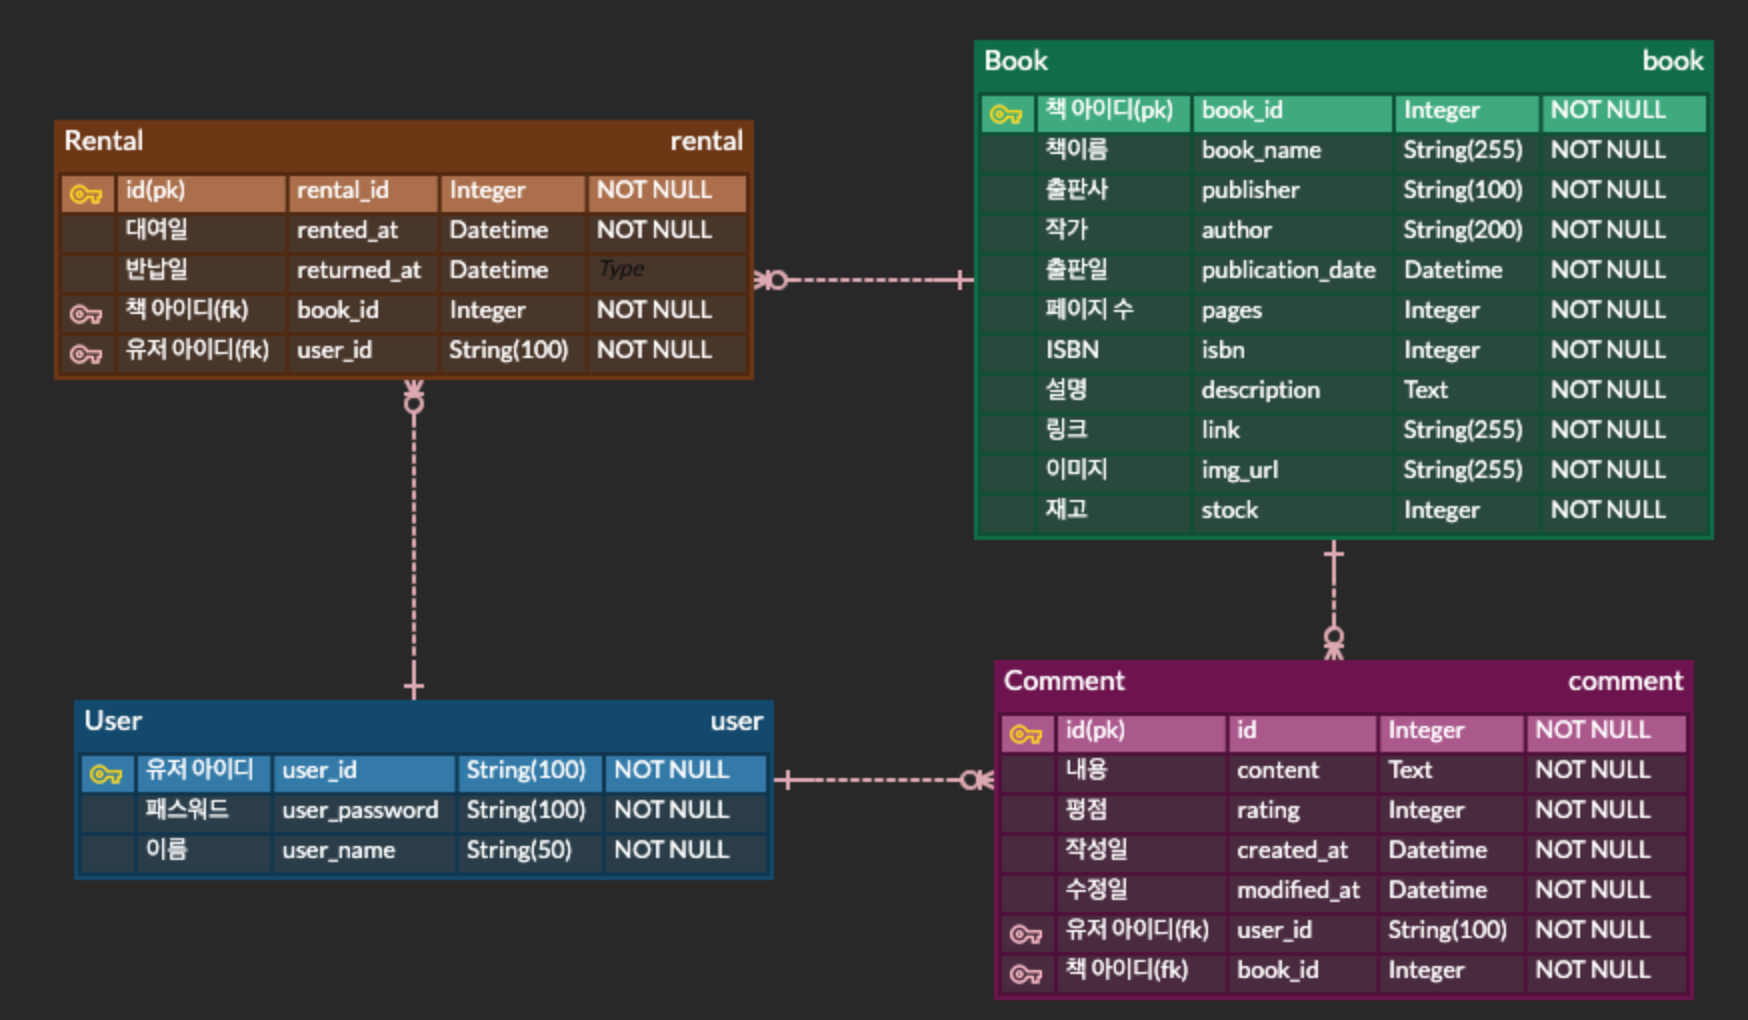 Rental rental
id(pk) rental_id Integer NOT NULL
대여일 rented_at Datetime NOT NULL
반납일 returned_at Datetime Type
책 아이디(fk) book_id Integer NOT NULL
유저 아이디(fk) user_id String(100) NOT NULL
Book book
책 아이디(pk) book_id Integer NOT NULL
책이름 book_name String(255) NOT NULL
출판사 publisher String(100) NOT NULL
작가 author String(200) NOT NULL
출판일 publication_date Datetime NOT NULL
페이지 수 pages Integer NOT NULL
ISBN isbn Integer NOT NULL
설명 description Text NOT NULL
링크 link String(255) NOT NULL
이미지 img_url String(255) NOT NULL
재고 stock Integer NOT NULL
User user
유저 아이디 user_id String(100) NOT NULL
패스워드 user_password String(100) NOT NULL
이름 user_name String(50) NOT NULL
Comment comment
id(pk) id Integer NOT NULL
내용 content Text NOT NULL
평점 rating Integer NOT NULL
작성일 created_at Datetime NOT NULL
수정일 modified_at Datetime NOT NULL
유저 아이디(fk) user_id String(100) NOT NULL
책 아이디(fk) book_id Integer NOT NULL